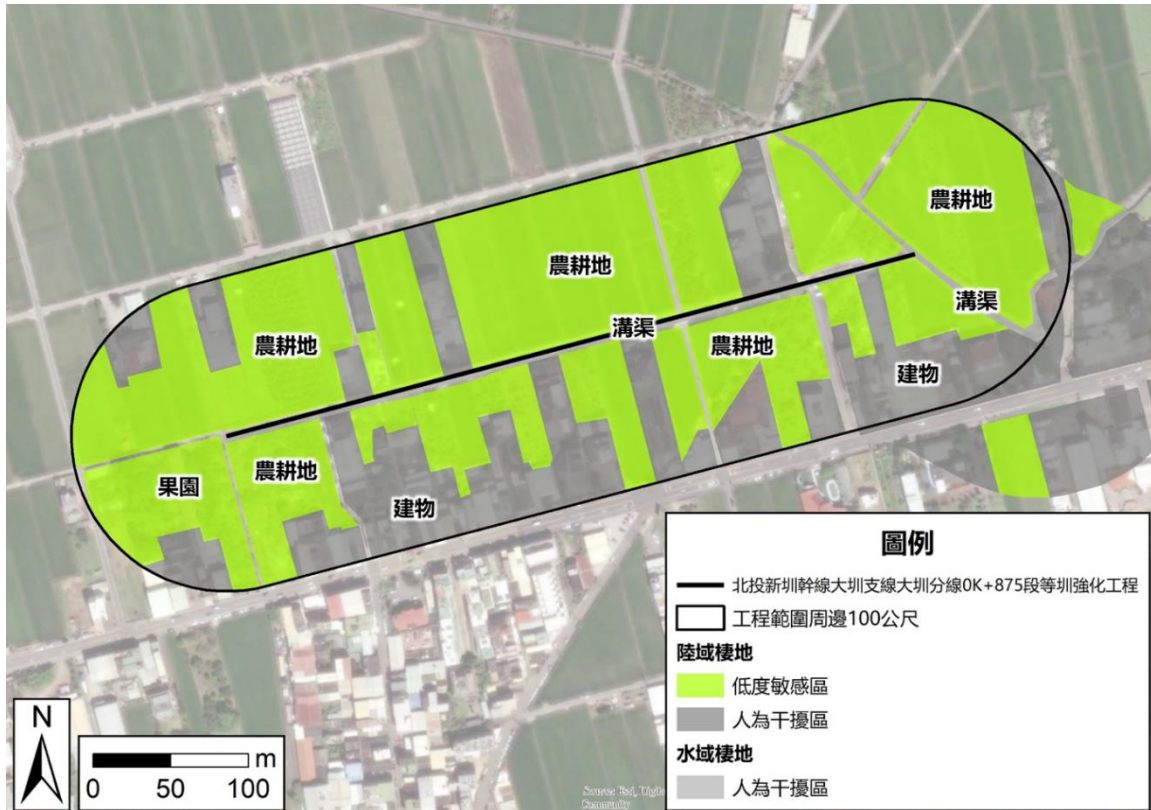 農耕地
農耕地
溝渠
農耕地
溝渠
農耕地
建物
果園
農耕地
建物
圖例
北投新圳幹線大圳支線大圳分線0K+875段等圳強化工程
工程範圍周邊100公尺
陸域棲地
低度敏感區
人為干擾區
水域棲地
人為干擾區
N
m
0 50 100
Source: Esri,
Community